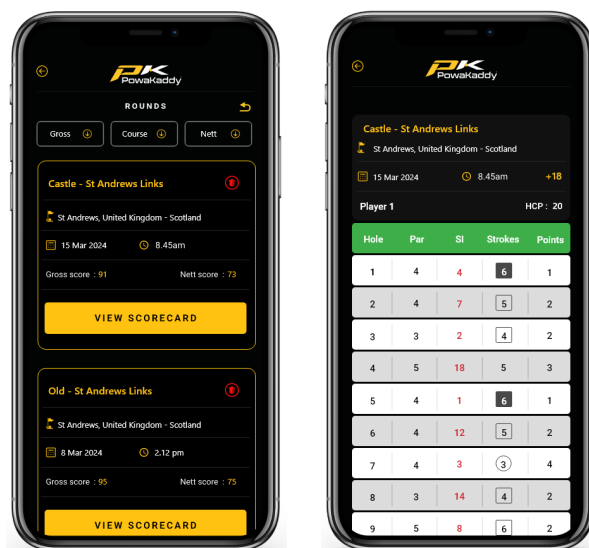 PK
PowaKaddy
ROUNDS
Gross
Course
Nett
Castle - St Andrews Links
St Andrews, United Kingdom - Scotland
15 Mar 2024
8.45am
Gross score : 91
Nett score : 73
VIEW SCORECARD
Old - St Andrews Links
St Andrews, United Kingdom - Scotland
8 Mar 2024
2.12 pm
Gross score : 95
Nett score : 75
VIEW SCORECARD
PK
PowaKaddy
Castle - St Andrews Links
St Andrews, United Kingdom - Scotland
15 Mar 2024
8.45am
+18
Player 1
HCP : 20
Hole Par SI Strokes Points
1 4 4 6 1
2 4 7 5 2
3 3 2 4 2
4 5 18 5 3
5 4 1 6 1
6 4 12 5 2
7 4 3 3 4
8 3 14 4 2
9 5 8 6 2